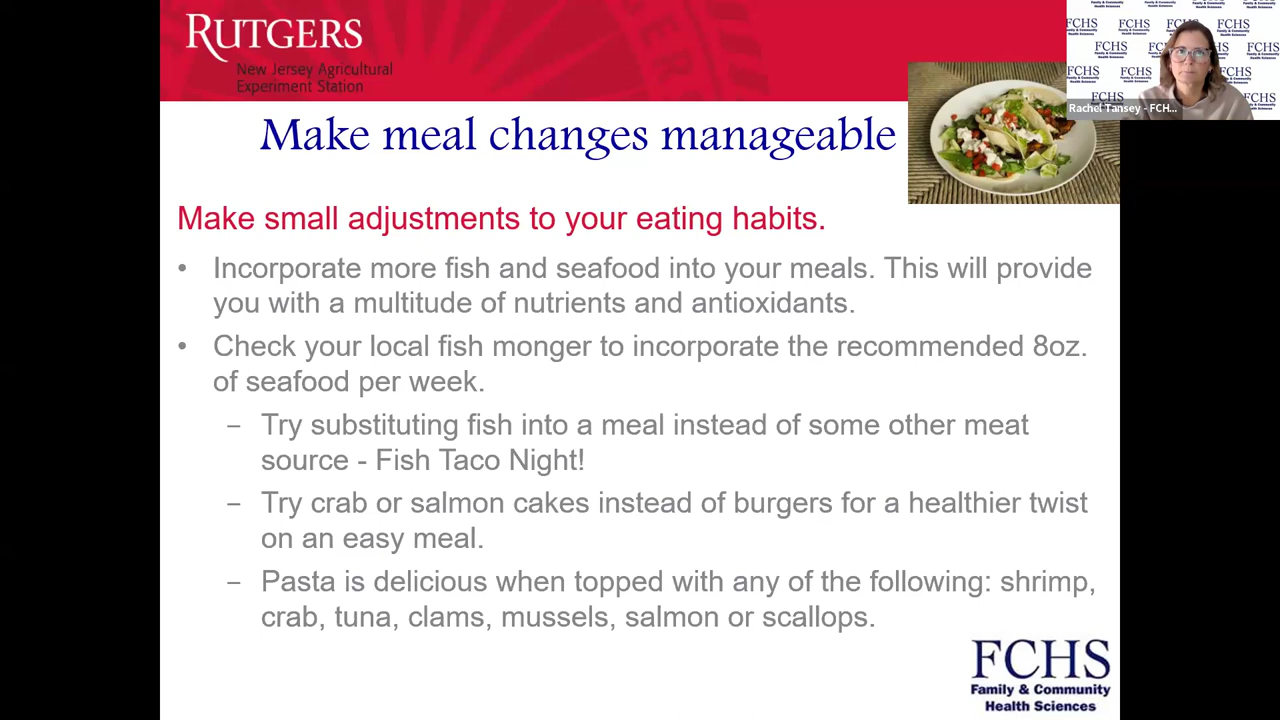 RUTGERS
New Jersey Agricultural
Experiment Station
FCHS
Family & Community
Health Sciences
Rachel Tansey - FCH...
Make meal changes manageable
Make small adjustments to your eating habits.
• Incorporate more fish and seafood into your meals. This will provide
you with a multitude of nutrients and antioxidants.
• Check your local fish monger to incorporate the recommended 8oz.
of seafood per week.
– Try substituting fish into a meal instead of some other meat
source - Fish Taco Night!
– Try crab or salmon cakes instead of burgers for a healthier twist
on an easy meal.
– Pasta is delicious when topped with any of the following: shrimp,
crab, tuna, clams, mussels, salmon or scallops.
FCHS
Family & Community
Health Sciences